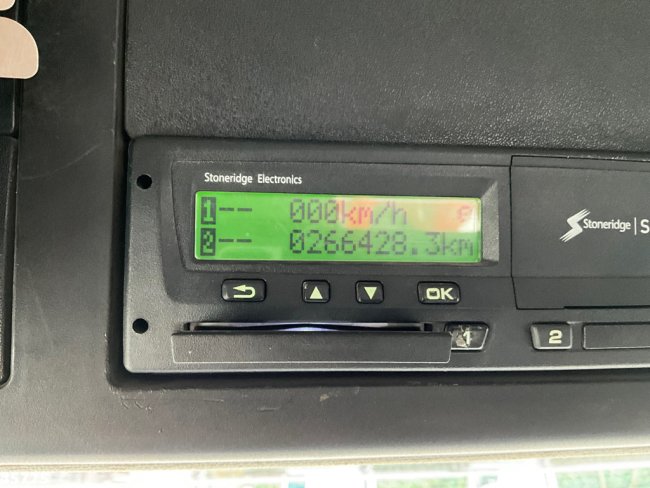 Stoneridge Electronics
1-- 000km/h
2-- 0266428.3km
Stoneridge | S
OK
1 2